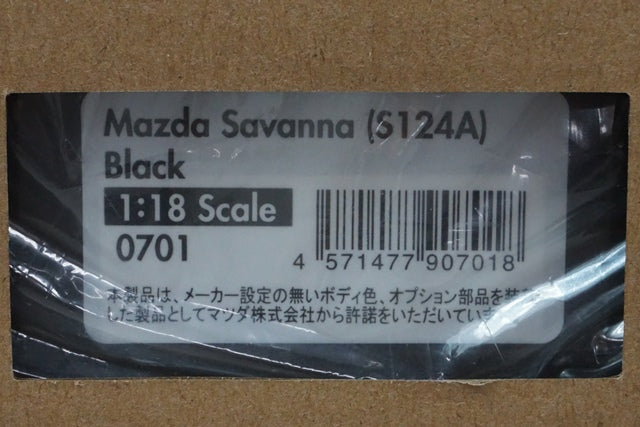 Mazda Savanna (S124A)
Black
1:18 Scale
0701
4 571477 907018
本製品は、メーカー設定の無いボディ色、オプション部品を装
した製品としてマツダ株式会社から許諾をいただいていま